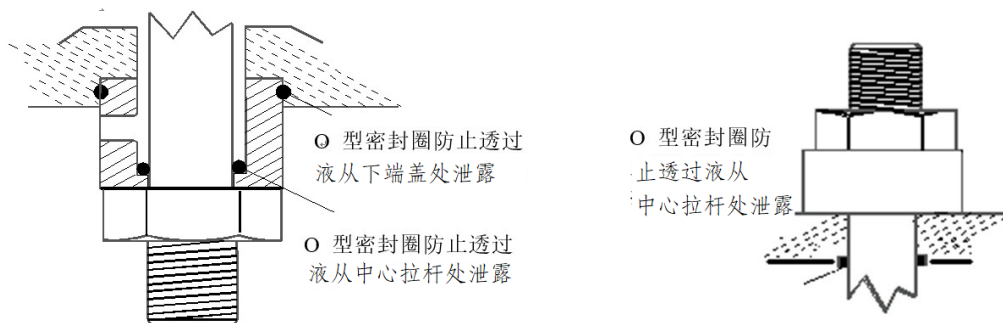 O 型密封圈防止透过
液从下端盖处泄露
O 型密封圈防止透过
液从中心拉杆处泄露
O 型密封圈防
止透过液从
中心拉杆处泄露